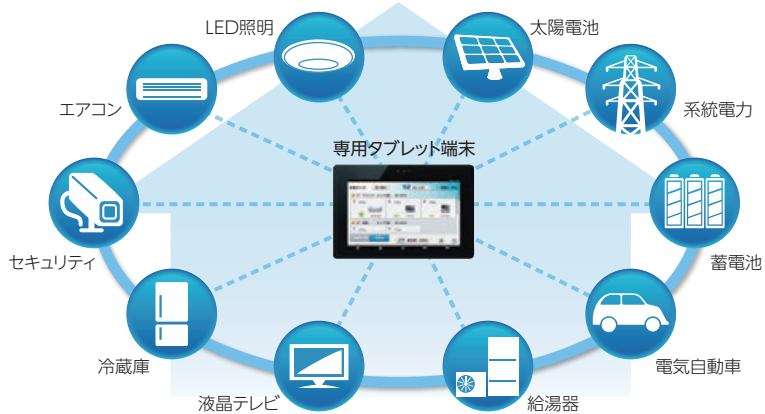 LED照明
太陽電池
エアコン
系統電力
専用タブレット端末
セキュリティ
蓄電池
冷蔵庫
電気自動車
液晶テレビ
給湯器